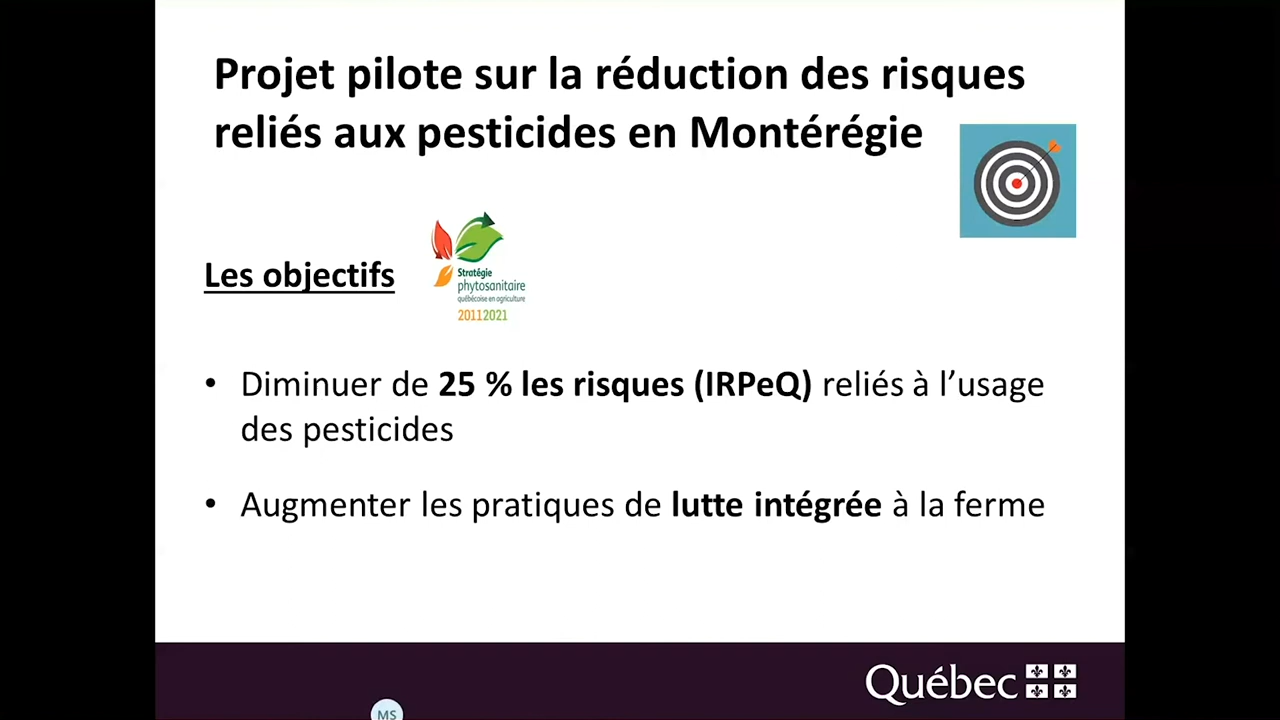 Projet pilote sur la réduction des risques
reliés aux pesticides en Montérégie
Les objectifs
Stratégie
phytosanitaire
québécoise en agriculture
20112021
• Diminuer de 25 % les risques (IRPeQ) reliés à l’usage
des pesticides
• Augmenter les pratiques de lutte intégrée à la ferme
Québec
MS